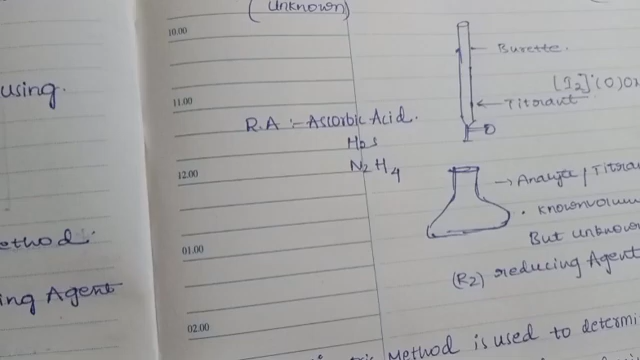 (Unknown)
10.00
Burette.
using.
[I2]·(O)
11.00
Titrant
R.A :- Ascorbic Acid.
H2S
N2H4
12.00
Analyte / Titra
• Known volum
But unknown
ethod:
01.00
ing Agent
(R2) reducing Agent
02.00
Method is used to determi